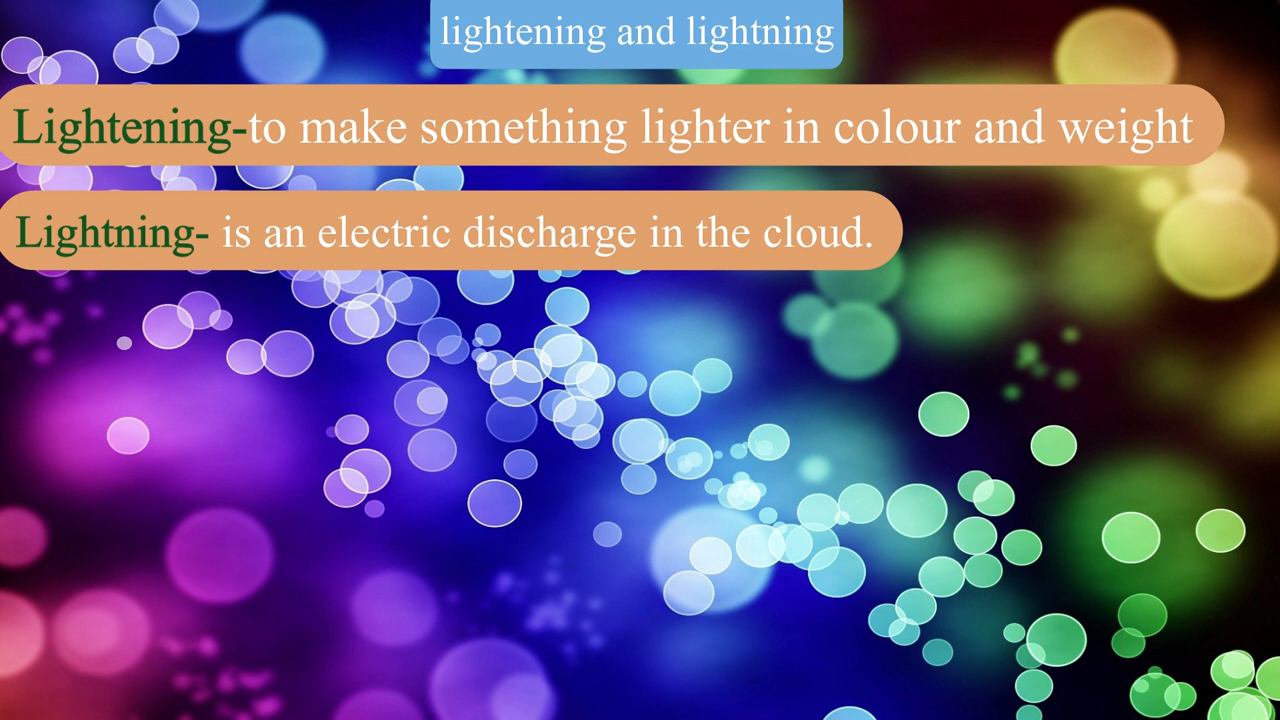 lightening and lightning
Lightening-to make something lighter in colour and weight
Lightning- is an electric discharge in the cloud.